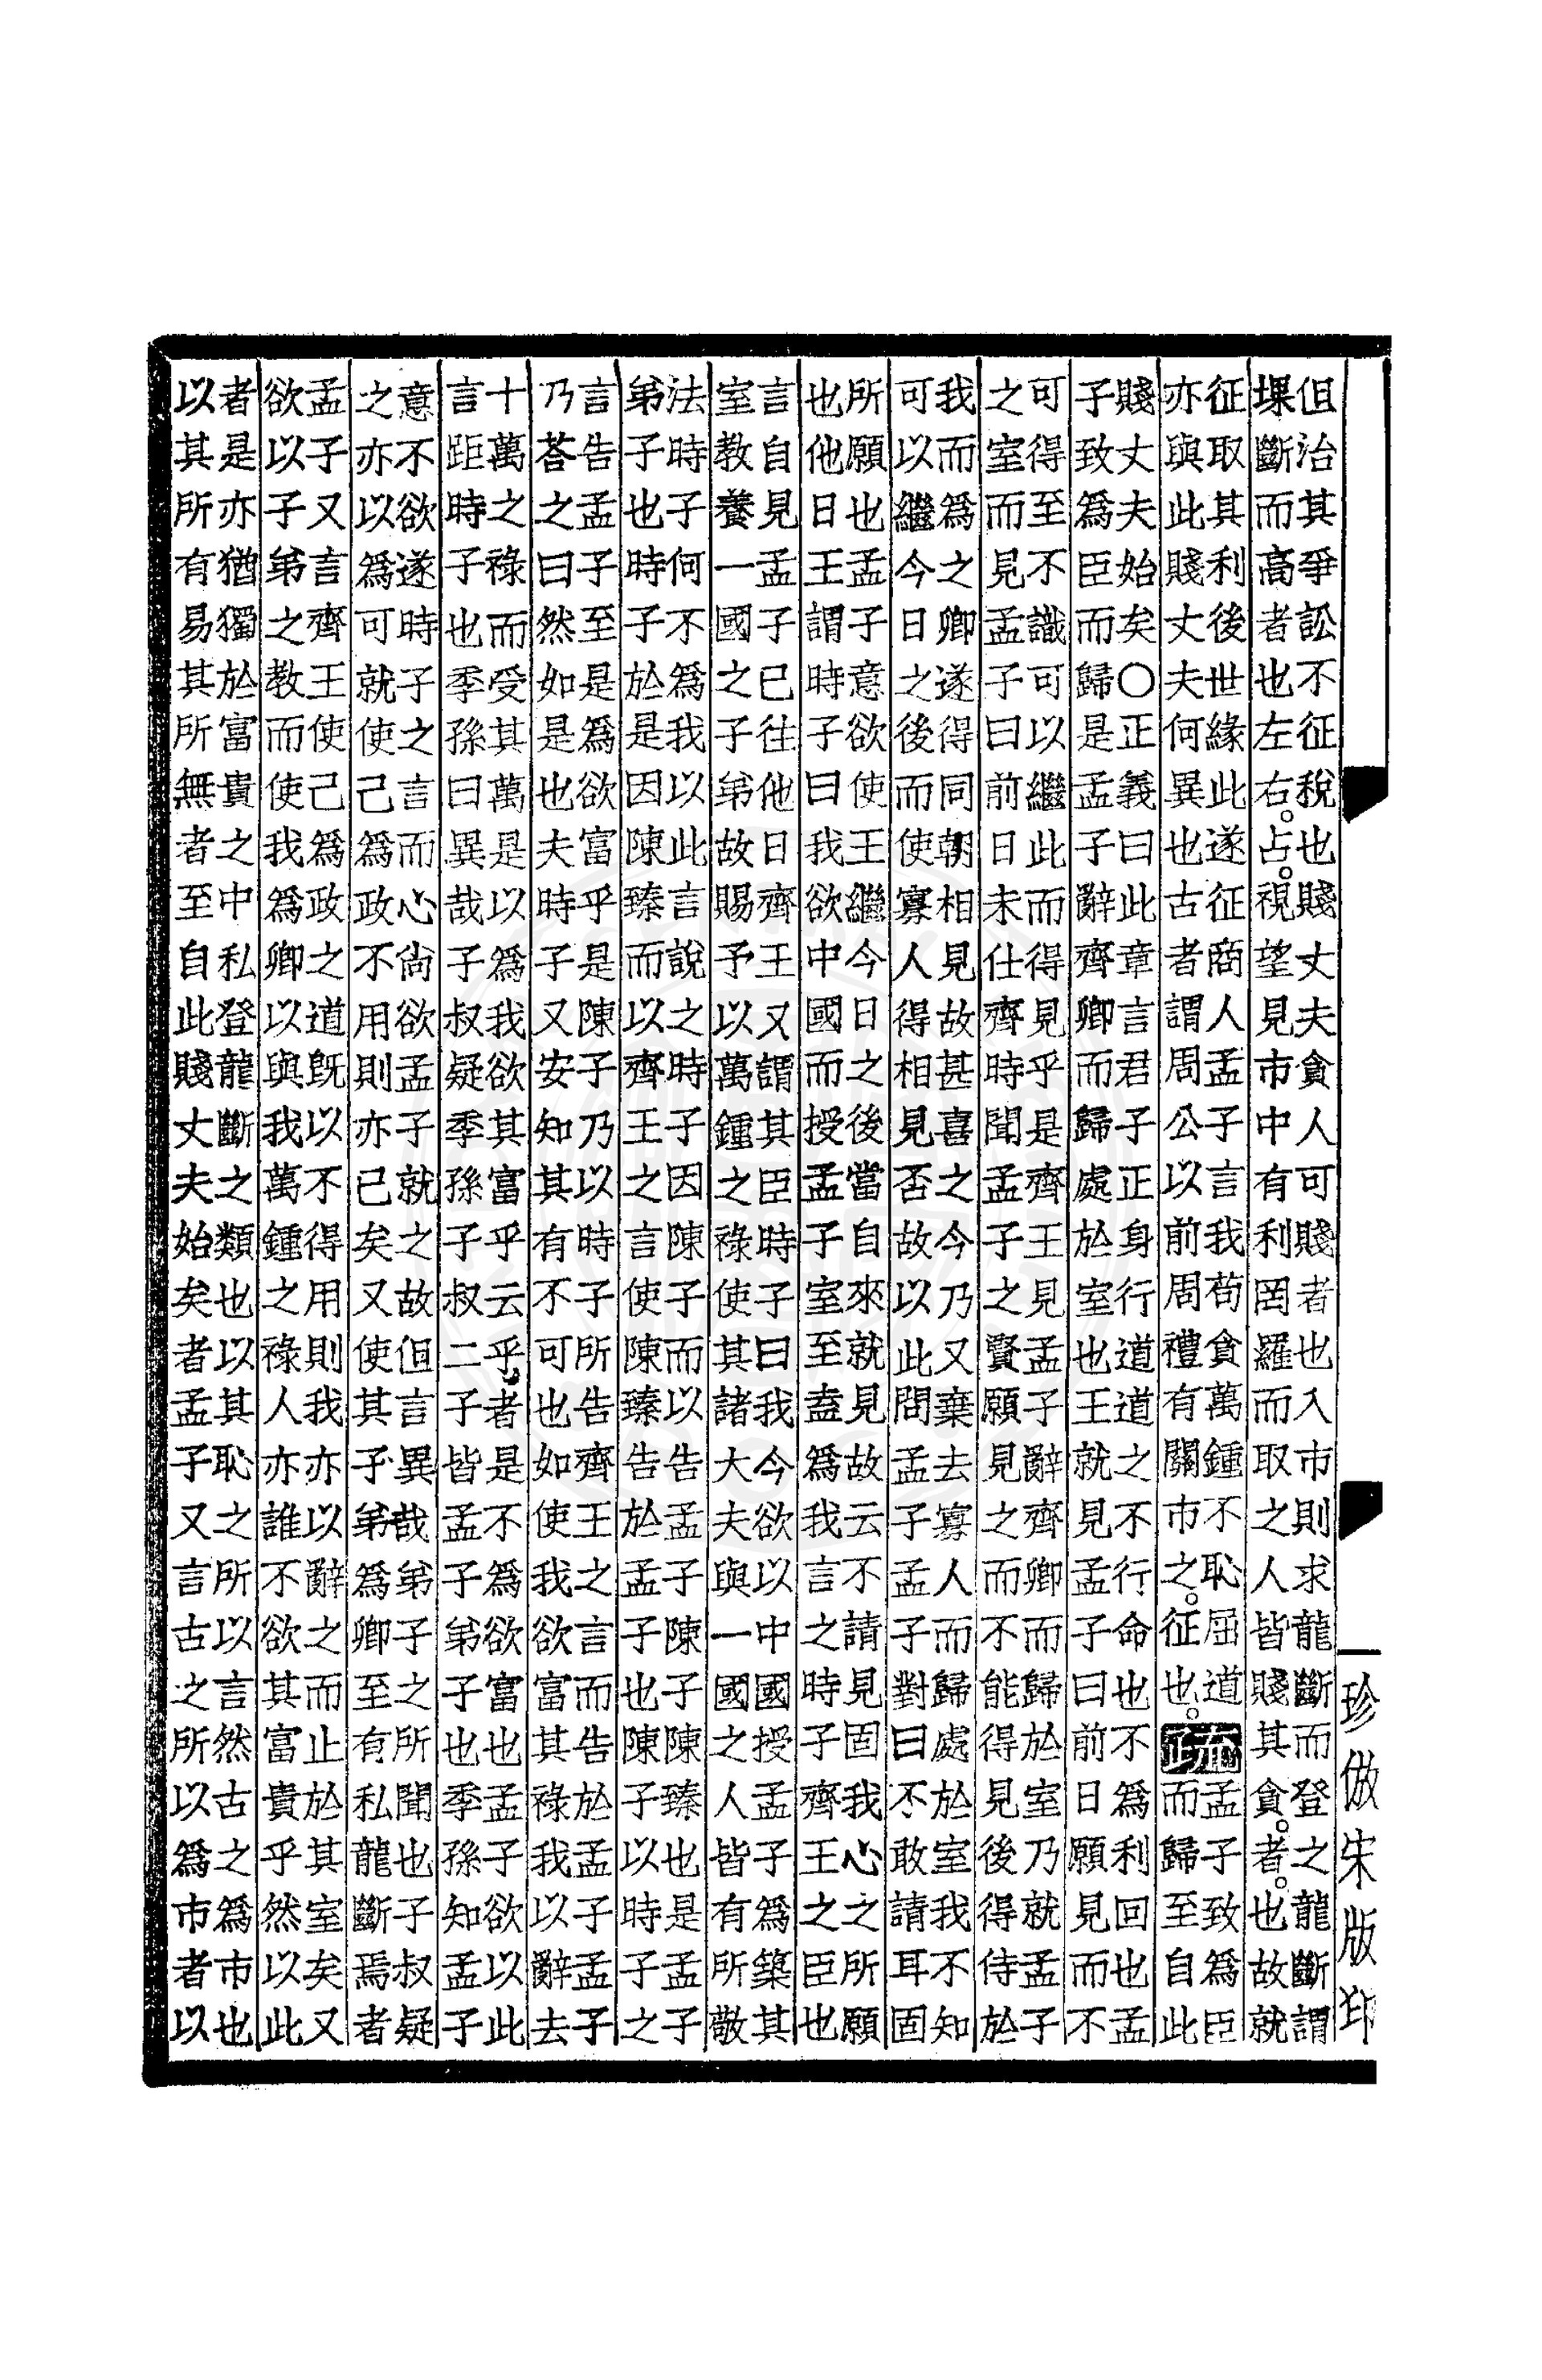 但治其爭訟不征稅也賤丈夫貪人可賤者也入市則求龍斷而登之龍斷謂
堁斷而高者也左右。占。視望見市中有利罔羅而取之人皆賤其貪。者。也故就
征取其利後世緣此遂征商人孟子言我苟貪萬鍾不恥屈道疏孟子致爲臣
亦與此賤丈夫何異也古者謂周公以前周禮有關市之。征也。而歸至自此
賤丈夫始矣○正義曰此章言君子正身行道道之不行命也不爲利回也孟
子致爲臣而歸是孟子辭齊卿而歸處於室也王就見孟子曰前日願見而不
可得至不識可以繼此而得見乎是齊王見孟子辭齊卿而歸於室乃就孟子
之室而見孟子曰前日未仕齊時聞孟子之賢願見之而不能得見後得侍於
我而爲之卿遂得同朝相見故甚喜之今乃又棄去寡人而歸處於室我不知
可以繼今日之後而使寡人得相見否故以此問孟子孟子對曰不敢請耳固
所願也孟子意欲使王繼今日之後當自來就見故云不請見固我心之所願
也他日王謂時子曰我欲中國而授孟子室至盍爲我言之時子齊王之臣也
言自見孟子已往他日齊王又謂其臣時子曰我今欲以中國授孟子爲築其
室教養一國之子弟故賜予以萬鍾之祿使其諸大夫與一國之人皆有所敬
法時子何不爲我以此言說之時子因陳子而以告孟子陳子陳臻也是孟子
弟子也時子於是因陳臻而以齊王之言使陳臻告於孟子也陳子以時子之
言告孟子至是爲欲富乎是陳子乃以時子所告齊王之言而告於孟子孟子
乃荅之曰然如是也夫時子又安知其有不可也如使我欲富其祿我以辭去
十萬之祿而受其萬是以爲我欲其富乎云乎者是不爲欲富也孟子欲以此
言距時子也季孫曰異哉子叔疑季孫子叔二子皆孟子弟子也季孫知孟子
意不欲遂時子之言而心尚欲孟子就之故但言異哉弟子之所聞也子叔疑
之亦以爲可就使己爲政不用則亦已矣又使其子弟爲卿至有私龍斷焉者
孟子又言齊王使己爲政之道旣以不得用則我亦以辭之而止於其室矣又
欲以子弟之教而使我爲卿以與我萬鍾之祿人亦誰不欲其富貴乎然以此
者是亦猶獨於富貴之中私登龍斷之類也以其恥之所以言然古之爲市也
以其所有易其所無者至自此賤丈夫始矣者孟子又言古之所以爲市者以
珍倣宋版印